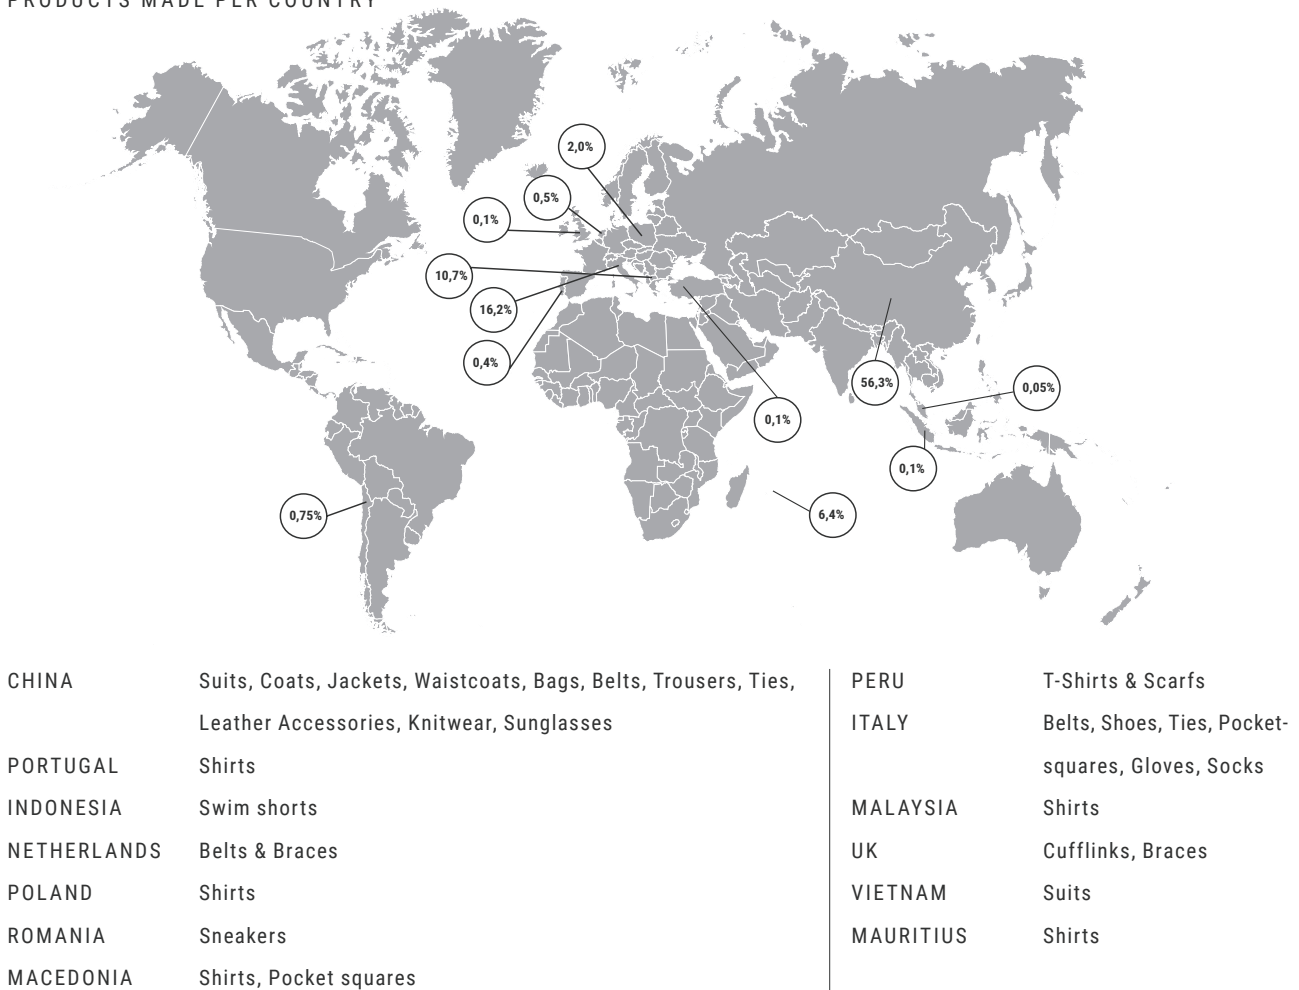 PRODUCTS MADE PER COUNTRY
2,0%
0,5%
0,1%
10,7%
16,2%
0,4%
56,3%
0,05%
0,1%
0,1%
0,75%
6,4%
CHINA Suits, Coats, Jackets, Waistcoats, Bags, Belts, Trousers, Ties,
Leather Accessories, Knitwear, Sunglasses
PORTUGAL Shirts
INDONESIA Swim shorts
NETHERLANDS Belts & Braces
POLAND Shirts
ROMANIA Sneakers
MACEDONIA Shirts, Pocket squares
PERU T-Shirts & Scarfs
ITALY Belts, Shoes, Ties, Pocket-
squares, Gloves, Socks
MALAYSIA Shirts
UK Cufflinks, Braces
VIETNAM Suits
MAURITIUS Shirts